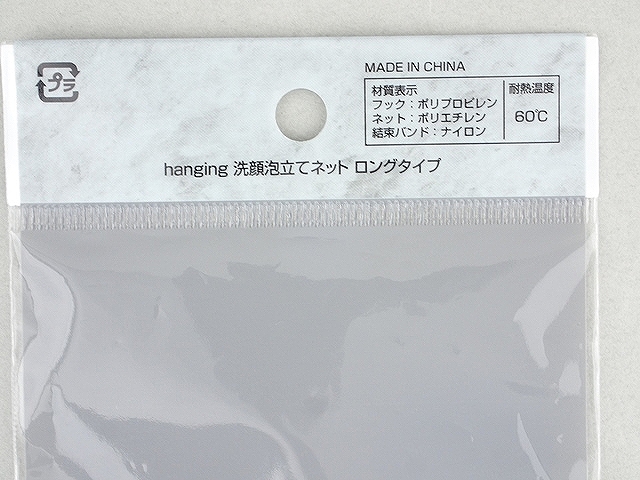 プラ
MADE IN CHINA
材質表示
フック：ポリプロピレン
ネット：ポリエチレン
結束バンド：ナイロン
耐熱温度
60℃
hanging 洗顔泡立てネット ロングタイプ